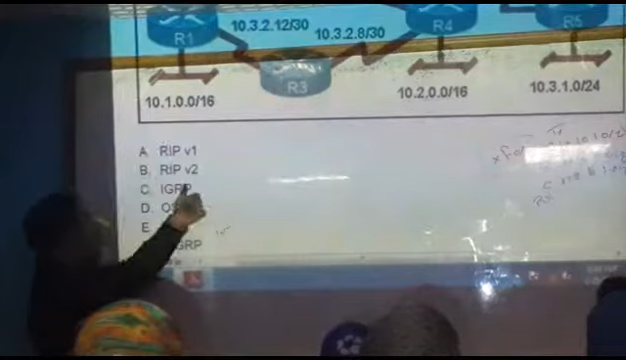 R1
10.3.2.12/30
10.3.2.8/30
R4
R5
R3
10.1.0.0/16
10.2.0.0/16
10.3.1.0/24
A. RIP v1
B. RIP v2
C. IGRP
D.
E.
GRP